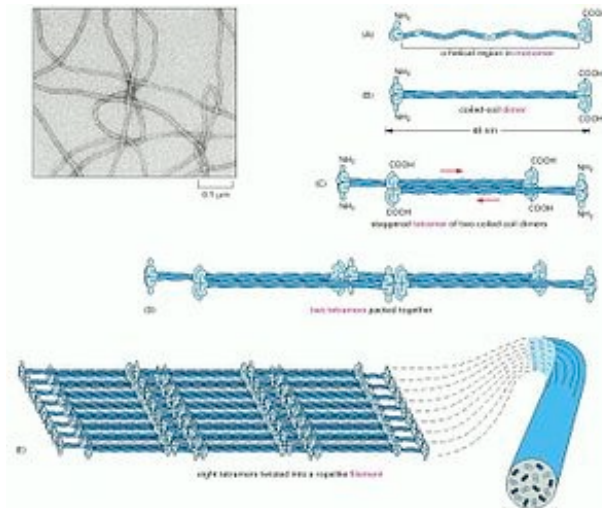 0.1 µm
(A)
NH₂
COOH
α-helical region in monomer
(B)
NH₂
COOH
coiled-coil dimer
NH₂
COOH
48 nm
(C)
NH₂
COOH
COOH
NH₂
NH₂
COOH
COOH
NH₂
staggered tetramer of two coiled-coil dimers
(D)
two tetramers packed together
(E)
eight tetramers twisted into a ropelike filament